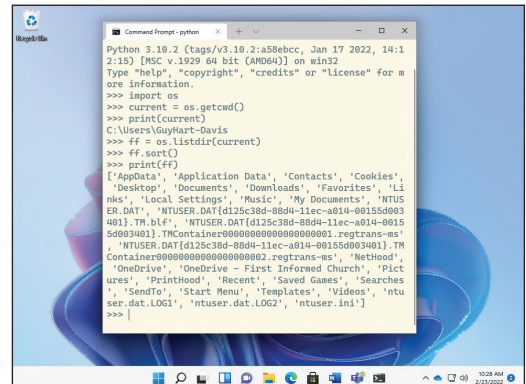 Recycle Bin
Command Prompt - python
Python 3.10.2 (tags/v3.10.2:a58ebcc, Jan 17 2022, 14:1
2:15) [MSC v.1929 64 bit (AMD64)] on win32
Type "help", "copyright", "credits" or "license" for m
ore information.
>>> import os
>>> current = os.getcwd()
>>> print(current)
C:\Users\GuyHart-Davis
>>> ff = os.listdir(current)
>>> ff.sort()
>>> print(ff)
['AppData', 'Application Data', 'Contacts', 'Cookies',
 'Desktop', 'Documents', 'Downloads', 'Favorites', 'Li
nks', 'Local Settings', 'Music', 'My Documents', 'NTUS
ER.DAT', 'NTUSER.DAT{d125c38d-88d4-11ec-a014-00155d003
401}.TM.blf', 'NTUSER.DAT{d125c38d-88d4-11ec-a014-0015
5d003401}.TMContainer00000000000000000001.regtrans-ms'
, 'NTUSER.DAT{d125c38d-88d4-11ec-a014-00155d003401}.TM
Container00000000000000000002.regtrans-ms', 'NetHood',
 'OneDrive', 'OneDrive - First Informed Church', 'Pict
ures', 'PrintHood', 'Recent', 'Saved Games', 'Searches
', 'SendTo', 'Start Menu', 'Templates', 'Videos', 'ntu
ser.dat.LOG1', 'ntuser.dat.LOG2', 'ntuser.ini']
>>>
10:28 AM
2/23/2022